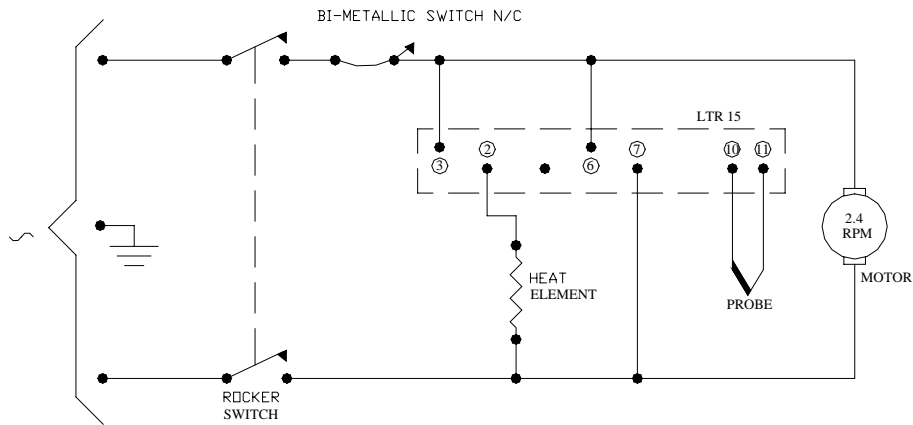 BI-METALLIC SWITCH N/C
LTR 15
3
2
6
7
10
11
2.4
RPM
MOTOR
HEAT
ELEMENT
PROBE
ROCKER
SWITCH